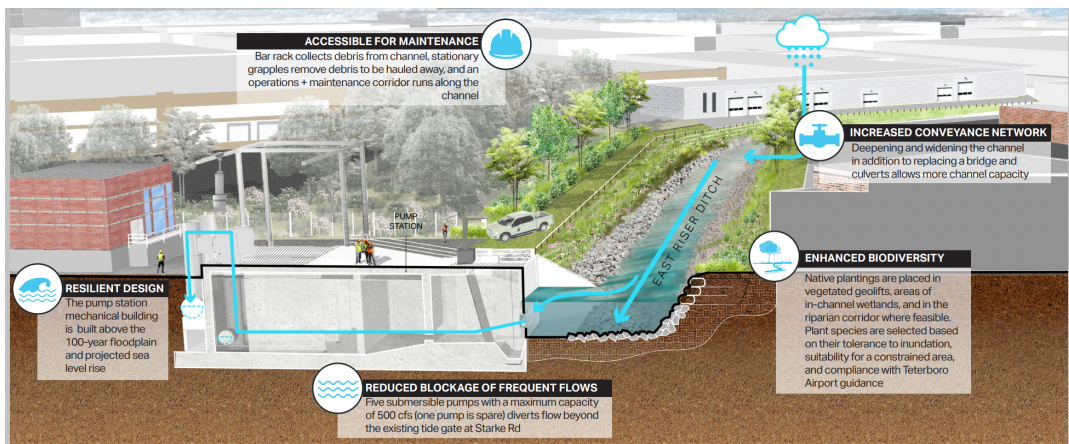 ACCESSIBLE FOR MAINTENANCE
Bar rack collects debris from channel, stationary
grapples remove debris to be hauled away, and an
operations + maintenance corridor runs along the
channel
INCREASED CONVEYANCE NETWORK
Deepening and widening the channel
in addition to replacing a bridge and
culverts allows more channel capacity
PUMP
STATION
EAST RISER DITCH
ENHANCED BIODIVERSITY
Native plantings are placed in
vegetated geolifts, areas of
in-channel wetlands, and in the
riparian corridor where feasible.
Plant species are selected based
on their tolerance to inundation,
suitability for a constrained area,
and compliance with Teterboro
Airport guidance
RESILIENT DESIGN
The pump station
mechanical building
is built above the
100-year floodplain
and projected sea
level rise
REDUCED BLOCKAGE OF FREQUENT FLOWS
Five submersible pumps with a maximum capacity
of 500 cfs (one pump is spare) diverts flow beyond
the existing tide gate at Starke Rd